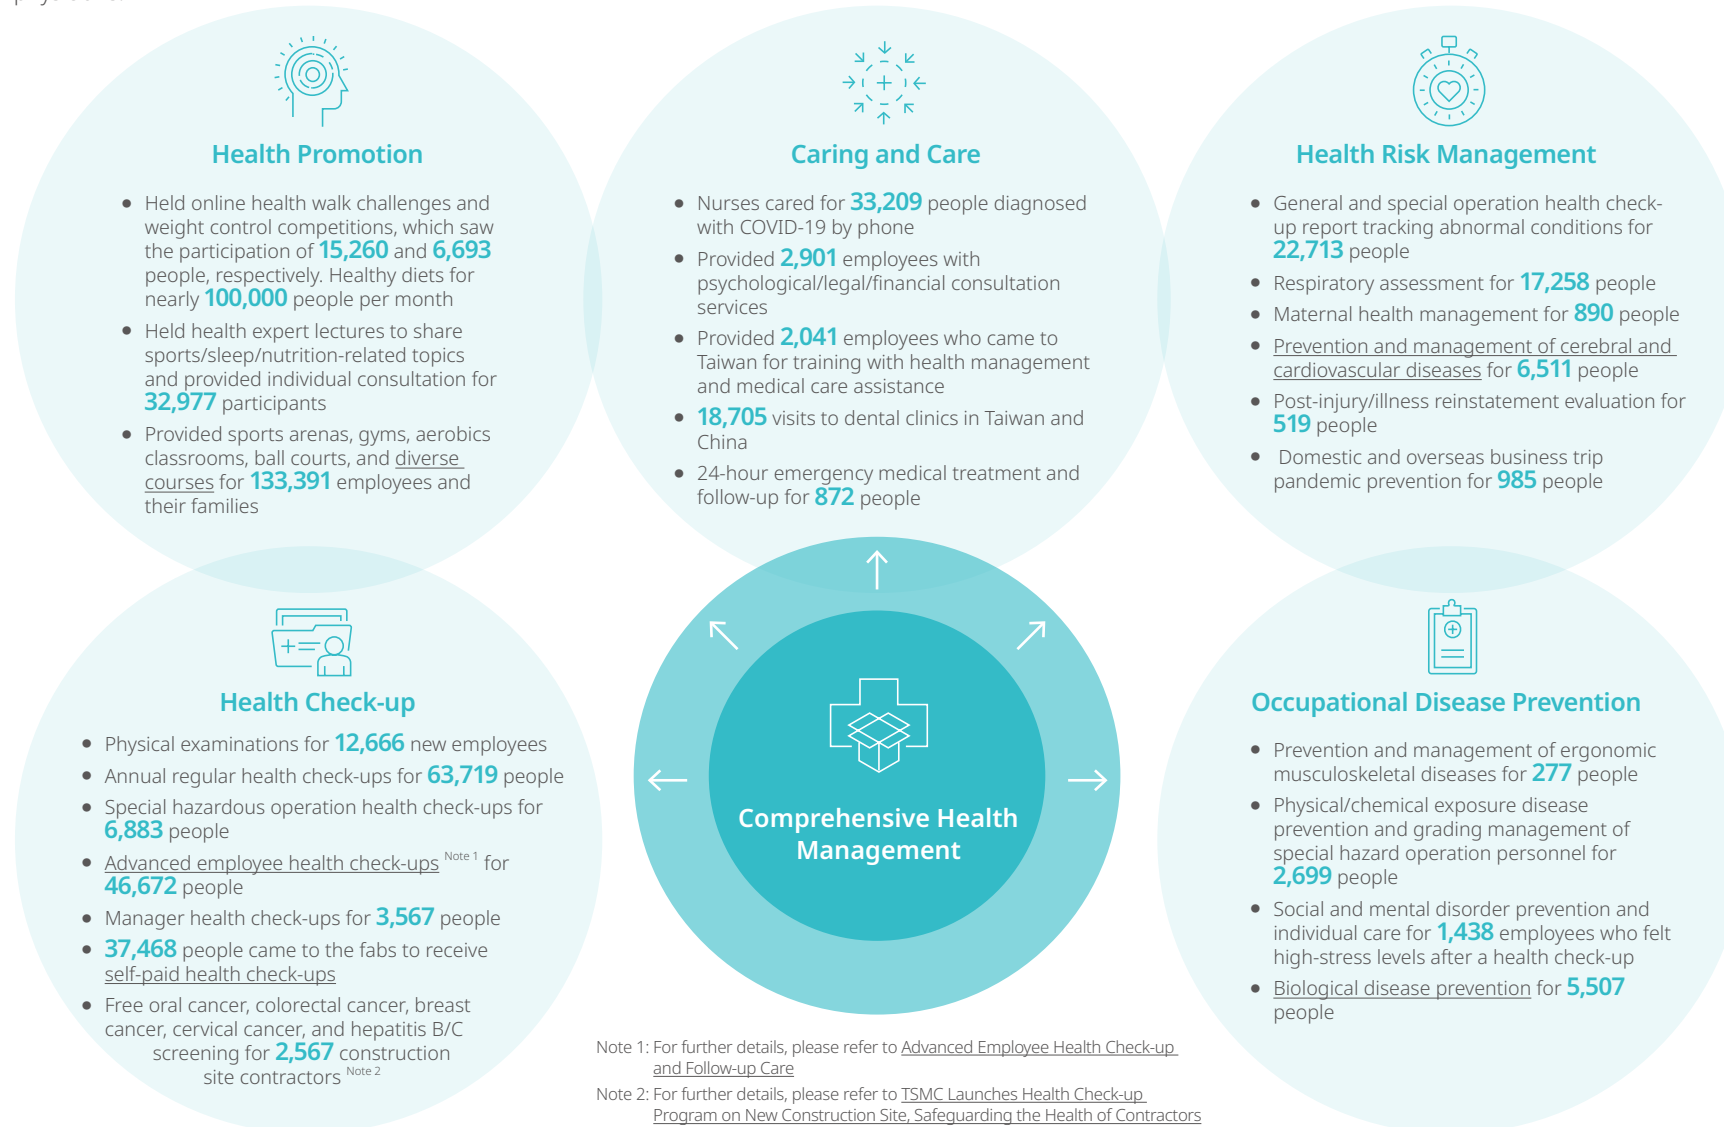 Health Promotion
Held online health walk challenges and
weight control competitions, which saw
the participation of 15,260 and 6,693
people, respectively. Healthy diets for
nearly 100,000 people per month
Held health expert lectures to share
sports/sleep/nutrition-related topics
and provided individual consultation for
32,977 participants
Provided sports arenas, gyms, aerobics
classrooms, ball courts, and diverse
courses for 133,391 employees and
their families
Caring and Care
Nurses cared for 33,209 people diagnosed
with COVID-19 by phone
Provided 2,901 employees with
psychological/legal/financial consultation
services
Provided 2,041 employees who came to
Taiwan for training with health management
and medical care assistance
18,705 visits to dental clinics in Taiwan and
China
24-hour emergency medical treatment and
follow-up for 872 people
Health Risk Management
General and special operation health check-
up report tracking abnormal conditions for
22,713 people
Respiratory assessment for 17,258 people
Maternal health management for 890 people
Prevention and management of cerebral and
cardiovascular diseases for 6,511 people
Post-injury/illness reinstatement evaluation for
519 people
Domestic and overseas business trip
pandemic prevention for 985 people
Health Check-up
Physical examinations for 12,666 new employees
Annual regular health check-ups for 63,719 people
Special hazardous operation health check-ups for
6,883 people
Advanced employee health check-ups Note 1 for
46,672 people
Manager health check-ups for 3,567 people
37,468 people came to the fabs to receive
self-paid health check-ups
Free oral cancer, colorectal cancer, breast
cancer, cervical cancer, and hepatitis B/C
screening for 2,567 construction
site contractors Note 2
Comprehensive Health
Management
Occupational Disease Prevention
Prevention and management of ergonomic
musculoskeletal diseases for 277 people
Physical/chemical exposure disease
prevention and grading management of
special hazard operation personnel for
2,699 people
Social and mental disorder prevention and
individual care for 1,438 employees who felt
high-stress levels after a health check-up
Biological disease prevention for 5,507
people
Note 1: For further details, please refer to Advanced Employee Health Check-up
and Follow-up Care
Note 2: For further details, please refer to TSMC Launches Health Check-up
Program on New Construction Site, Safeguarding the Health of Contractors